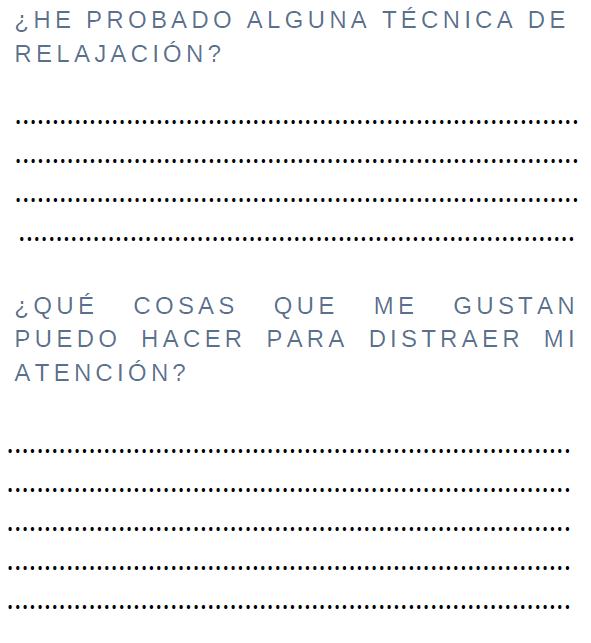 ¿HE PROBADO ALGUNA TÉCNICA DE
RELAJACIÓN?
¿QUÉ COSAS QUE ME GUSTAN
PUEDO HACER PARA DISTRAER MI
ATENCIÓN?